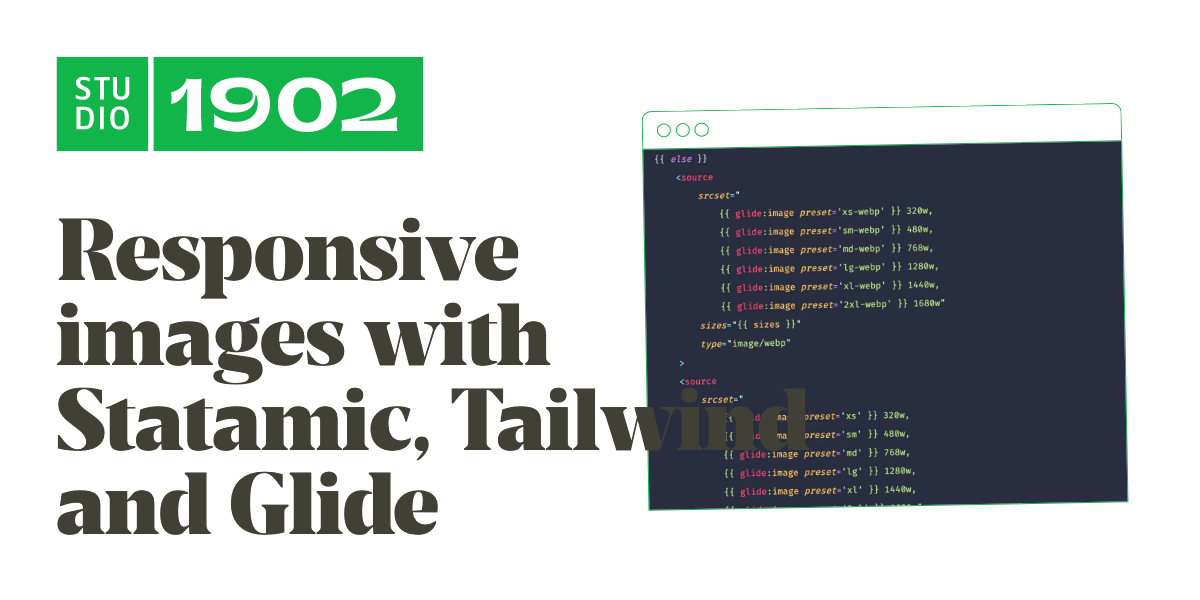 STU
DIO
1902
Responsive
images with
Statamic, Tailwind
and Glide
{{ else }}
<source
srcset="
{{ glide:image preset='xs-webp' }} 320w,
{{ glide:image preset='sm-webp' }} 480w,
{{ glide:image preset='md-webp' }} 768w,
{{ glide:image preset='lg-webp' }} 1280w,
{{ glide:image preset='xl-webp' }} 1440w,
{{ glide:image preset='2xl-webp' }} 1680w"
sizes="{{ sizes }}"
type="image/webp"
>
<source
srcset="
{{ glide:image preset='xs' }} 320w,
{{ glide:image preset='sm' }} 480w,
{{ glide:image preset='md' }} 768w,
{{ glide:image preset='lg' }} 1280w,
{{ glide:image preset='xl' }} 1440w,